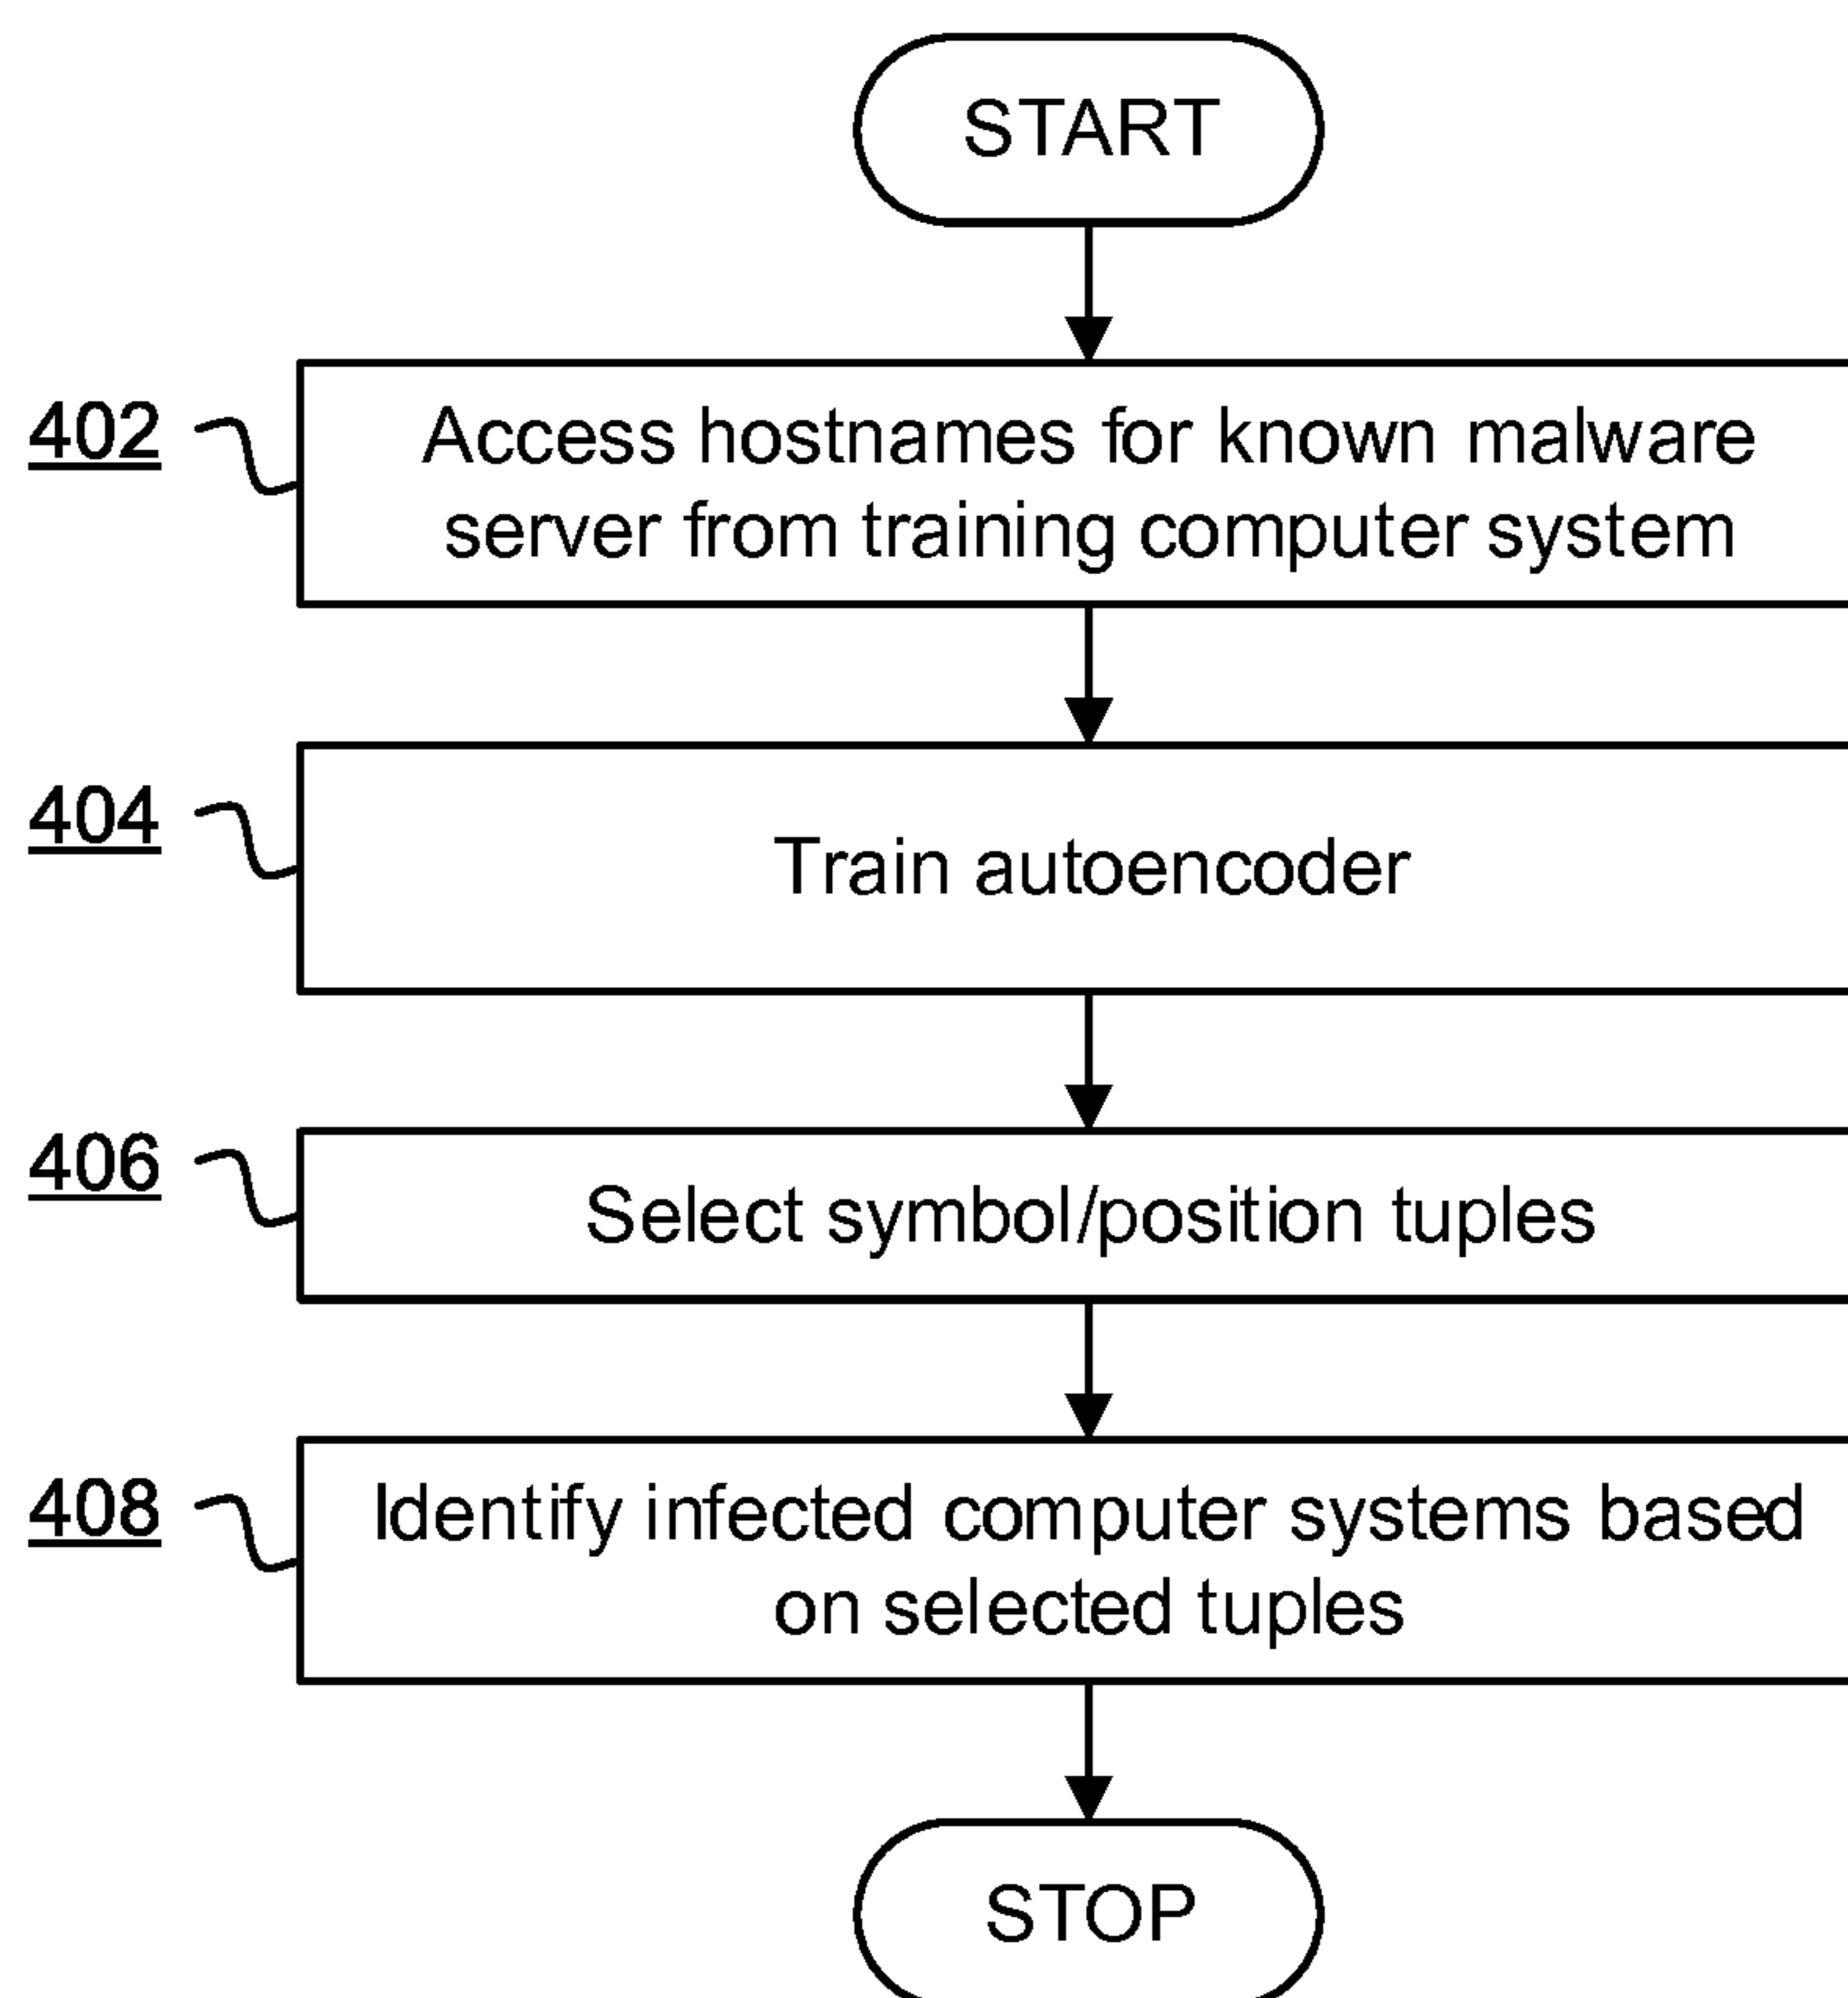 START
402
Access hostnames for known malware
server from training computer system
404
Train autoencoder
406
Select symbol/position tuples
408
Identify infected computer systems based
on selected tuples
STOP